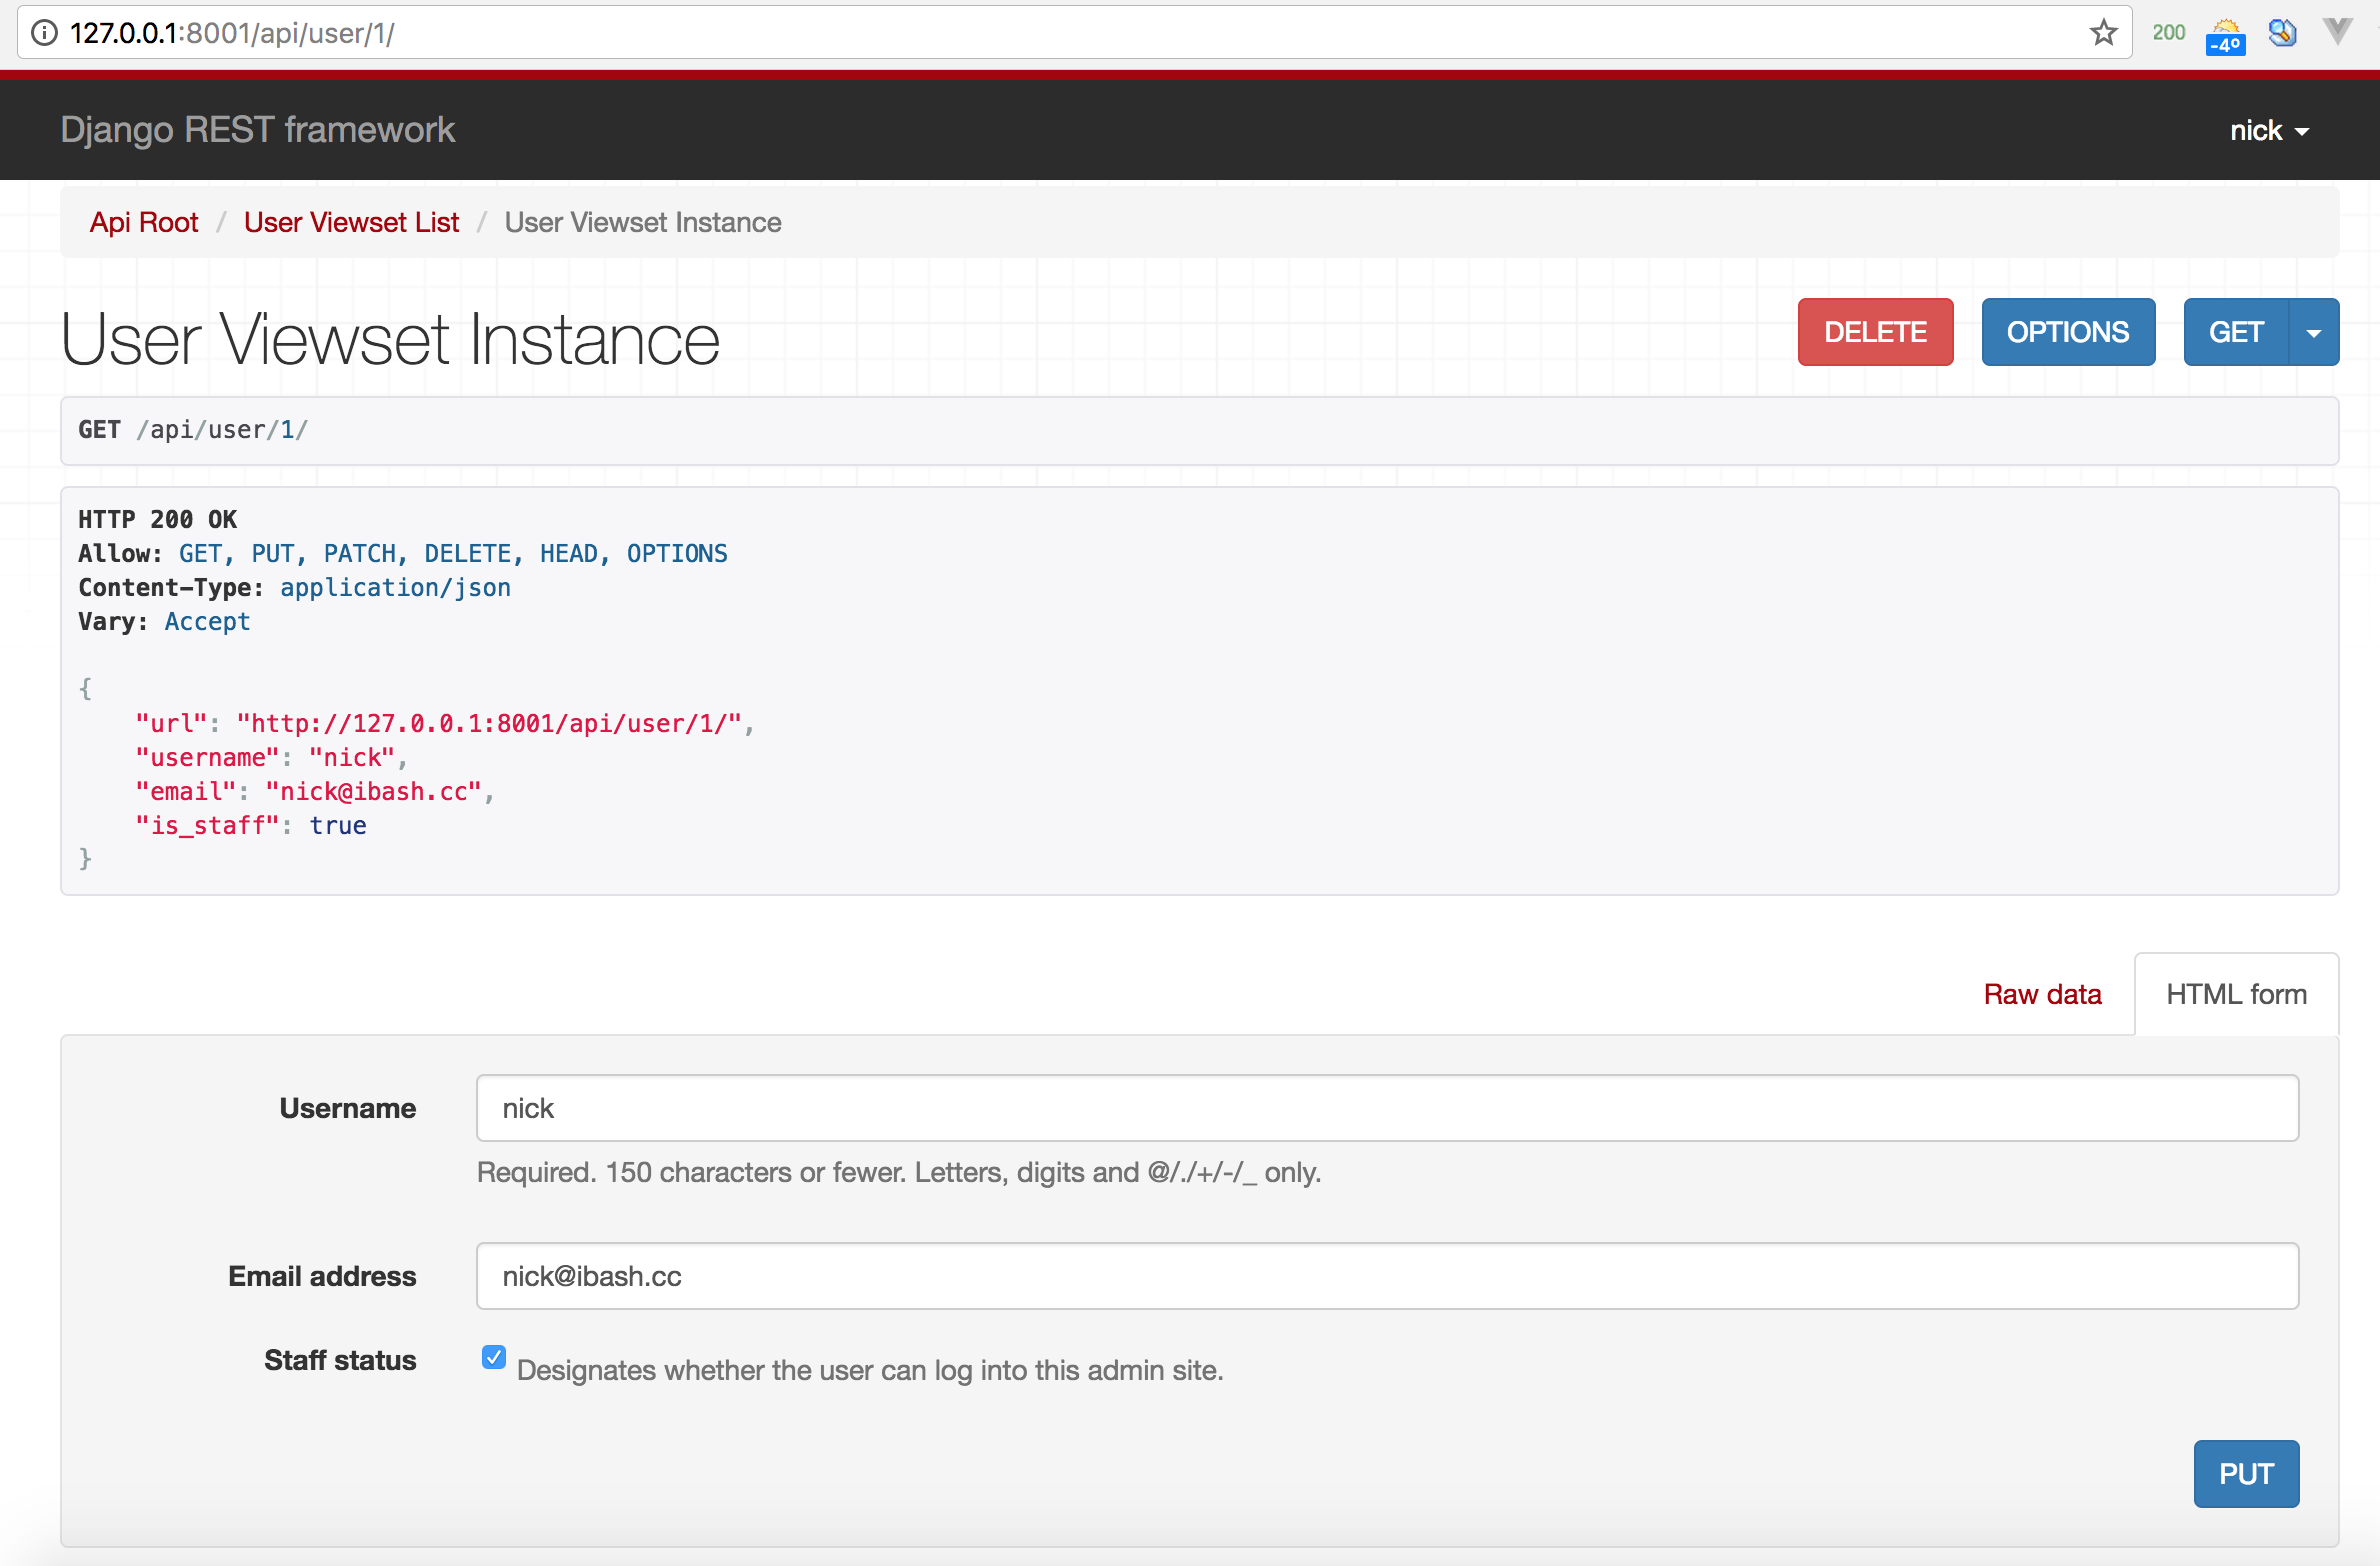 127.0.0.1:8001/api/user/1/
200
-4°
Django REST framework
nick
Api Root / User Viewset List / User Viewset Instance
User Viewset Instance
DELETE
OPTIONS
GET
GET /api/user/1/
HTTP 200 OK
Allow: GET, PUT, PATCH, DELETE, HEAD, OPTIONS
Content-Type: application/json
Vary: Accept
{
    "url": "http://127.0.0.1:8001/api/user/1/",
    "username": "nick",
    "email": "nick@ibash.cc",
    "is_staff": true
}
Raw data
HTML form
Username
nick
Required. 150 characters or fewer. Letters, digits and @/./+/-/_ only.
Email address
nick@ibash.cc
Staff status
Designates whether the user can log into this admin site.
PUT